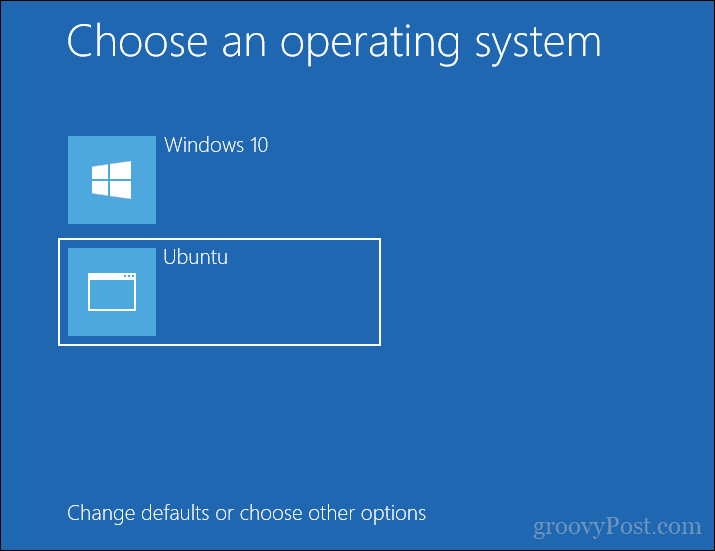 Choose an operating system
Windows 10
Ubuntu
Change defaults or choose other options
groovyPost.com